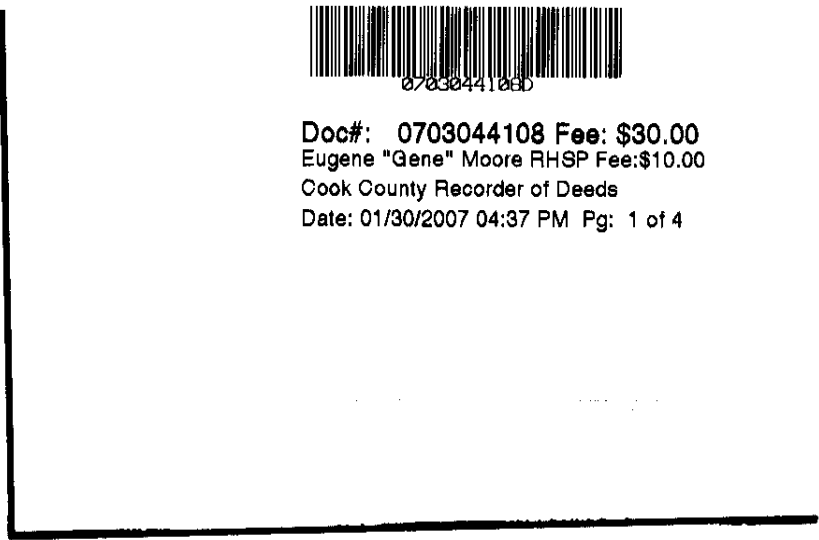 0703044108D
Doc#: 0703044108 Fee: $30.00
Eugene "Gene" Moore RHSP Fee:$10.00
Cook County Recorder of Deeds
Date: 01/30/2007 04:37 PM Pg: 1 of 4